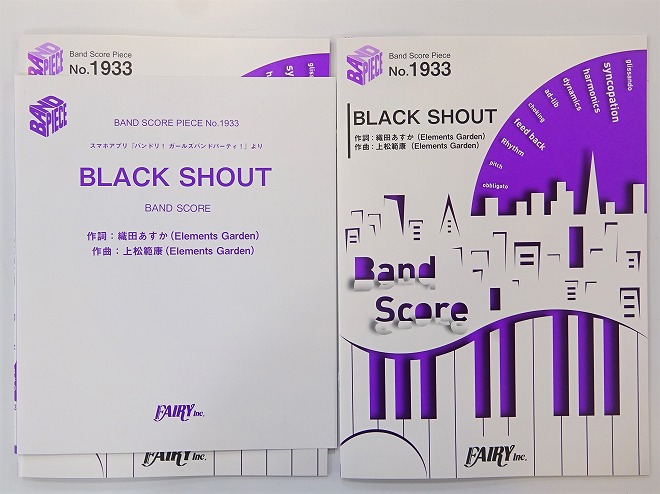 BAND PIECE
Band Score Piece
No.1933
BAND PIECE
BAND SCORE PIECE No.1933
スマホアプリ『バンドリ! ガールズバンドパーティ!』より
BLACK SHOUT
BAND SCORE
作詞:織田あすか(Elements Garden)
作曲:上松範康(Elements Garden)
FAIRY Inc.
FAIRY Inc.
BAND PIECE
Band Score Piece
No.1933
BLACK SHOUT
作詞:織田あすか(Elements Garden)
作曲:上松範康 (Elements Garden)
glissando
syncopation
harmonics
dynamics
ad-lib
choking
feed back
Rhythm
pitch
obbligato
Band
Score
FAIRY Inc.